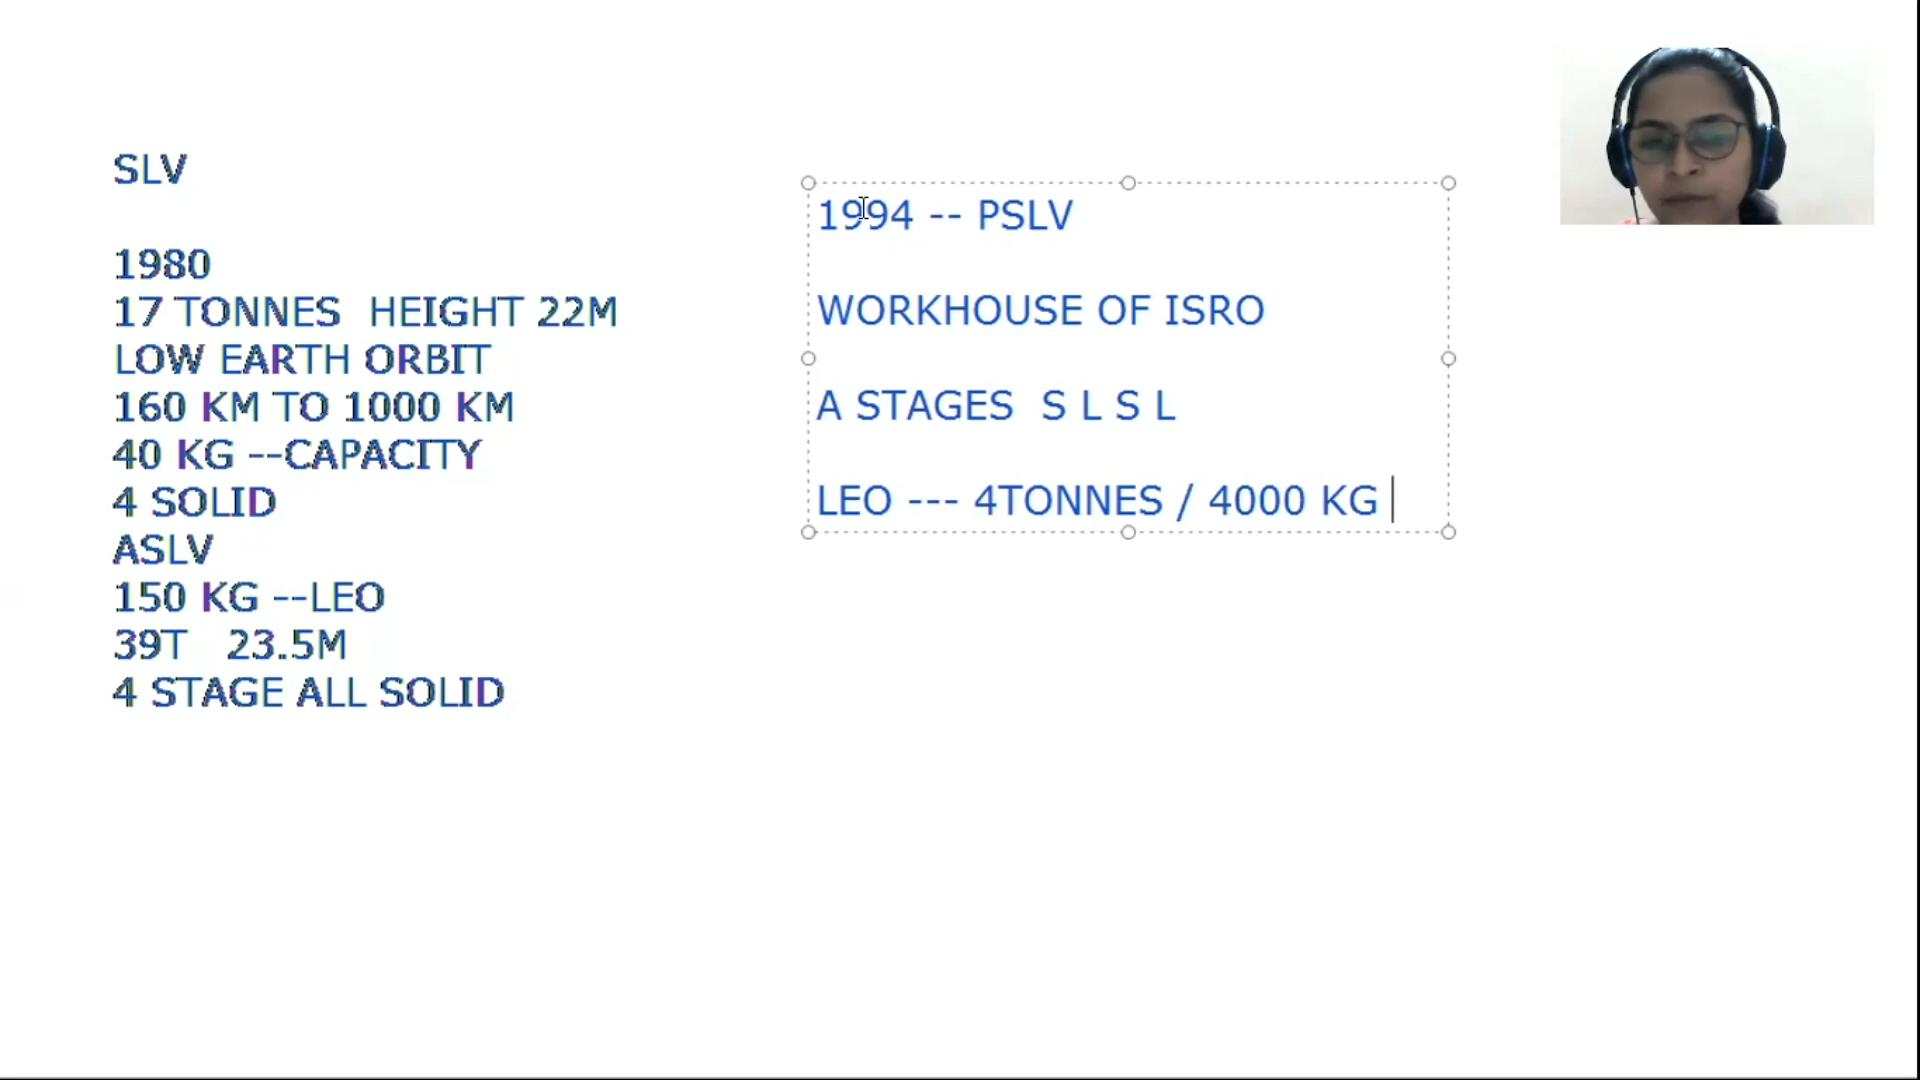 SLV
1980
17 TONNES HEIGHT 22M
LOW EARTH ORBIT
160 KM TO 1000 KM
40 KG --CAPACITY
4 SOLID
ASLV
150 KG --LEO
39T 23.5M
4 STAGE ALL SOLID
1994 -- PSLV
WORKHOUSE OF ISRO
A STAGES S L S L
LEO --- 4TONNES / 4000 KG